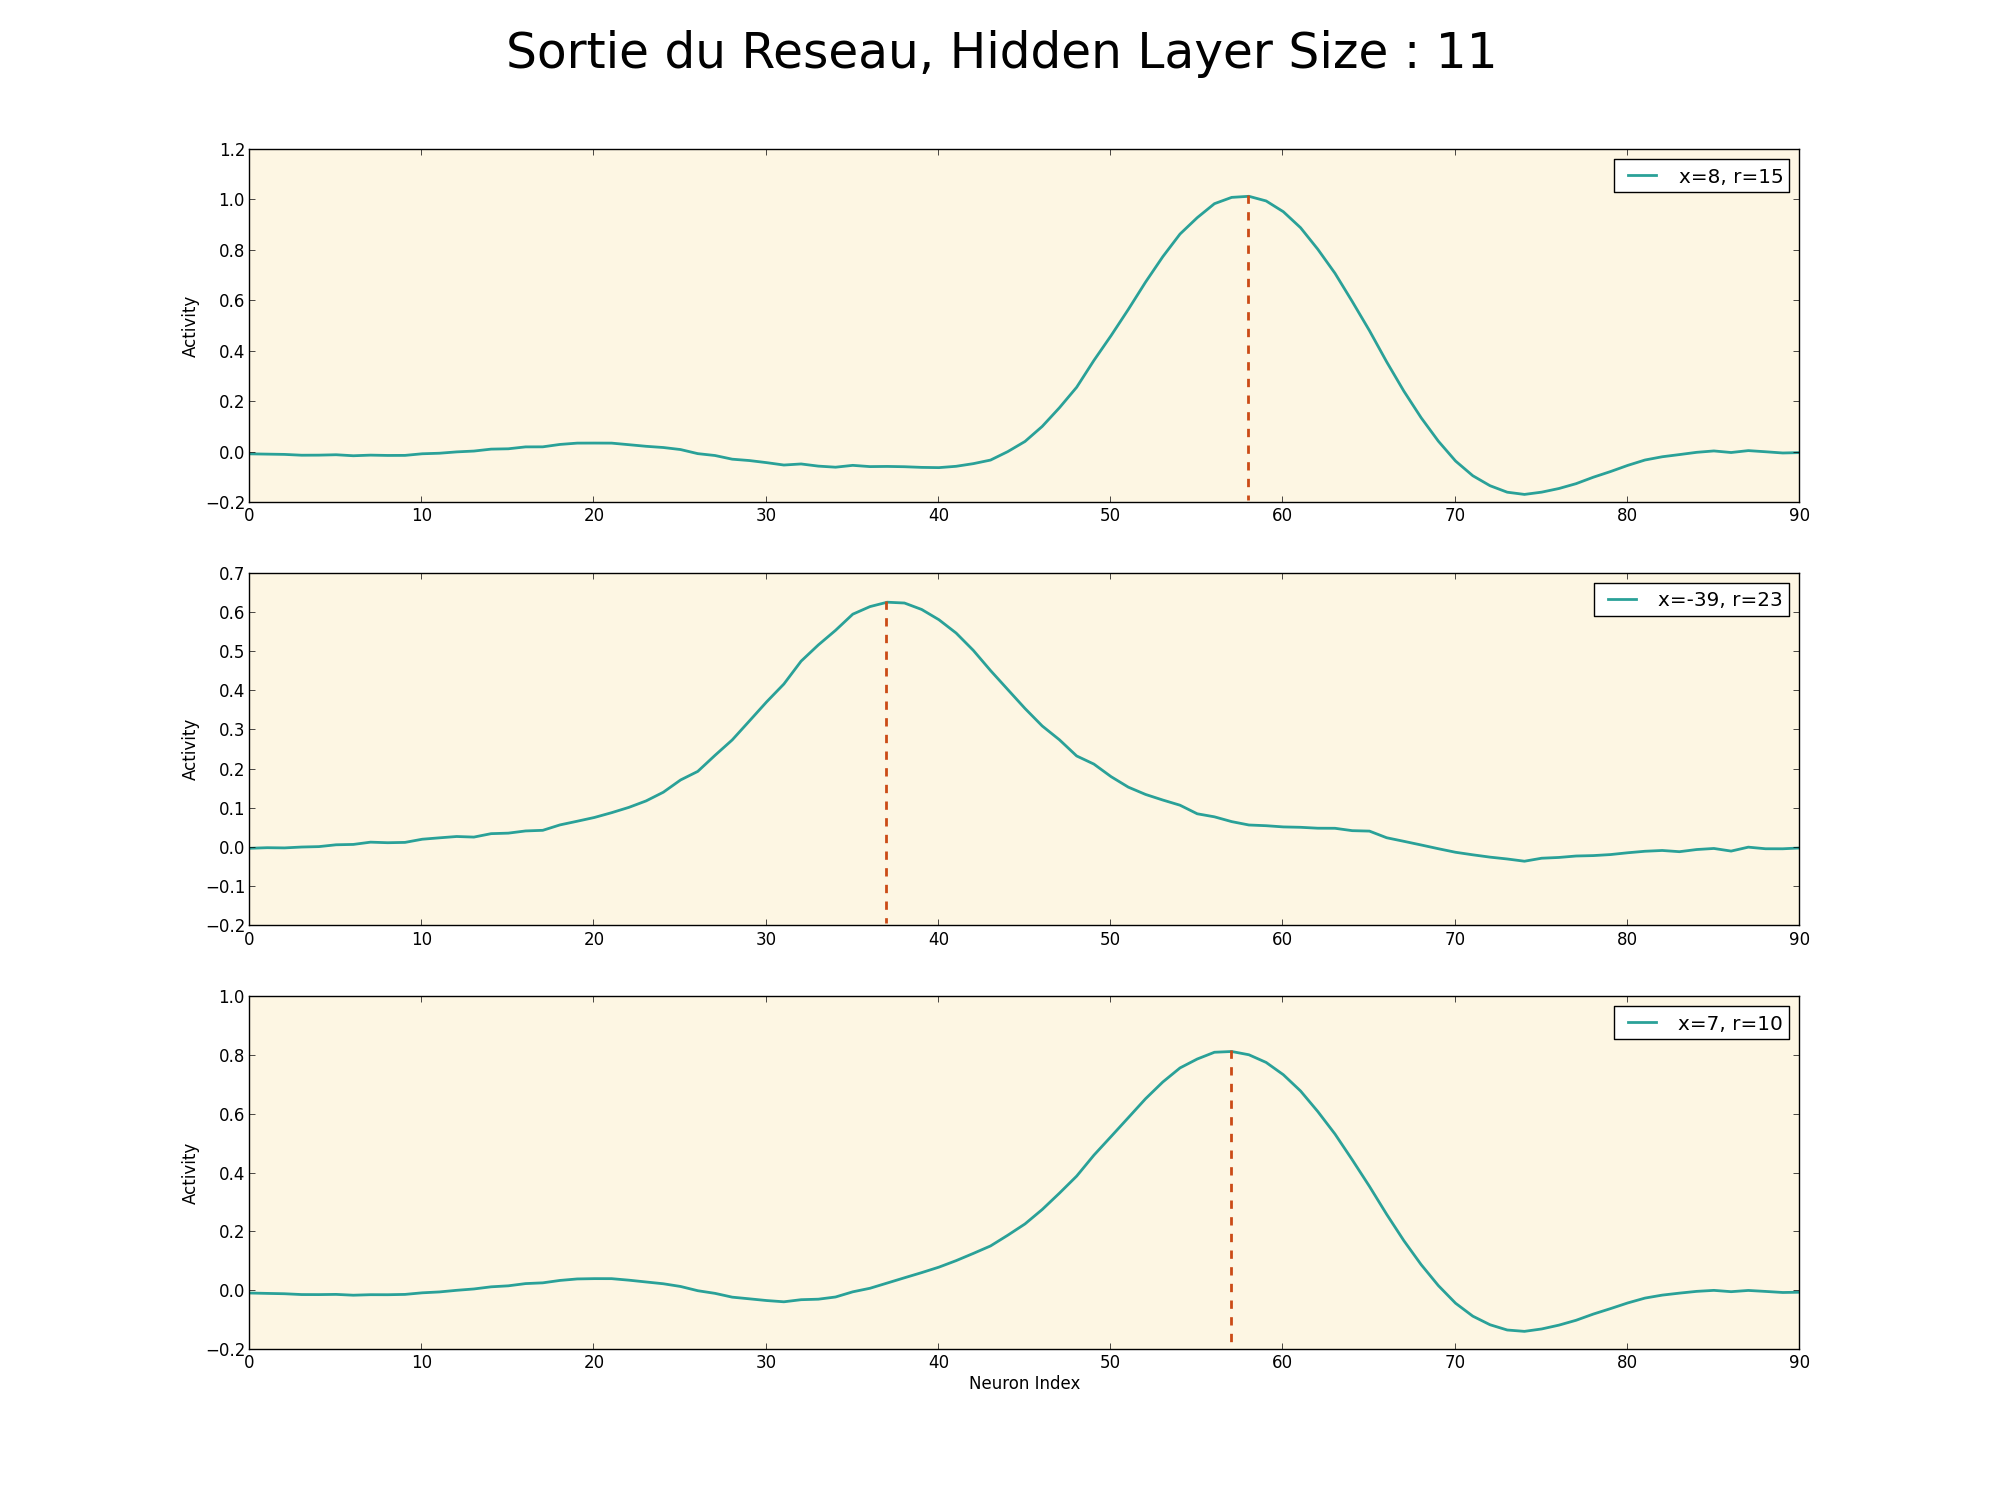 Sortie du Reseau, Hidden Layer Size : 11
1.2
1.0
0.8
0.6
0.4
0.2
0.0
−0.2
Activity
x=8, r=15
0 10 20 30 40 50 60 70 80 90
0.7
0.6
0.5
0.4
0.3
0.2
0.1
0.0
−0.1
−0.2
Activity
x=-39, r=23
0 10 20 30 40 50 60 70 80 90
1.0
0.8
0.6
0.4
0.2
0.0
−0.2
Activity
x=7, r=10
0 10 20 30 40 50 60 70 80 90
Neuron Index